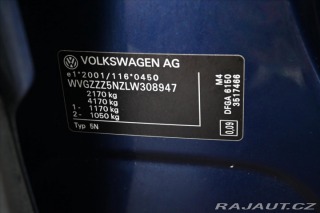 VOLKSWAGEN AG
e1*2001/116*0450
WVGZZZ5NZLW308947
2170 kg
4170 kg
1- 1170 kg
2- 1050 kg
Typ 5N
M4
DFGA 6150
3517466
0,09
RAJAUT.CZ